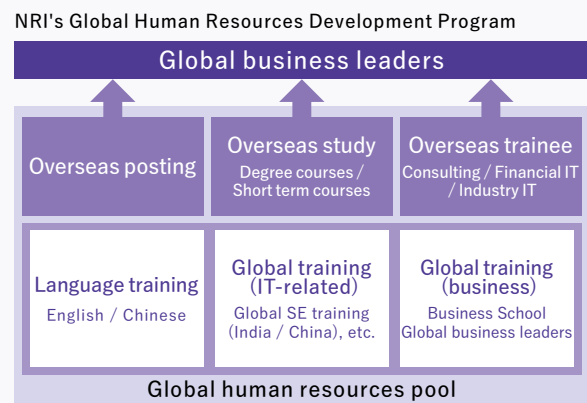 NRI's Global Human Resources Development Program
Global business leaders
Overseas posting
Overseas study
Degree courses /
Short term courses
Overseas trainee
Consulting / Financial IT
/ Industry IT
Language training
English / Chinese
Global training
(IT-related)
Global SE training
(India / China), etc.
Global training
(business)
Business School
Global business leaders
Global human resources pool